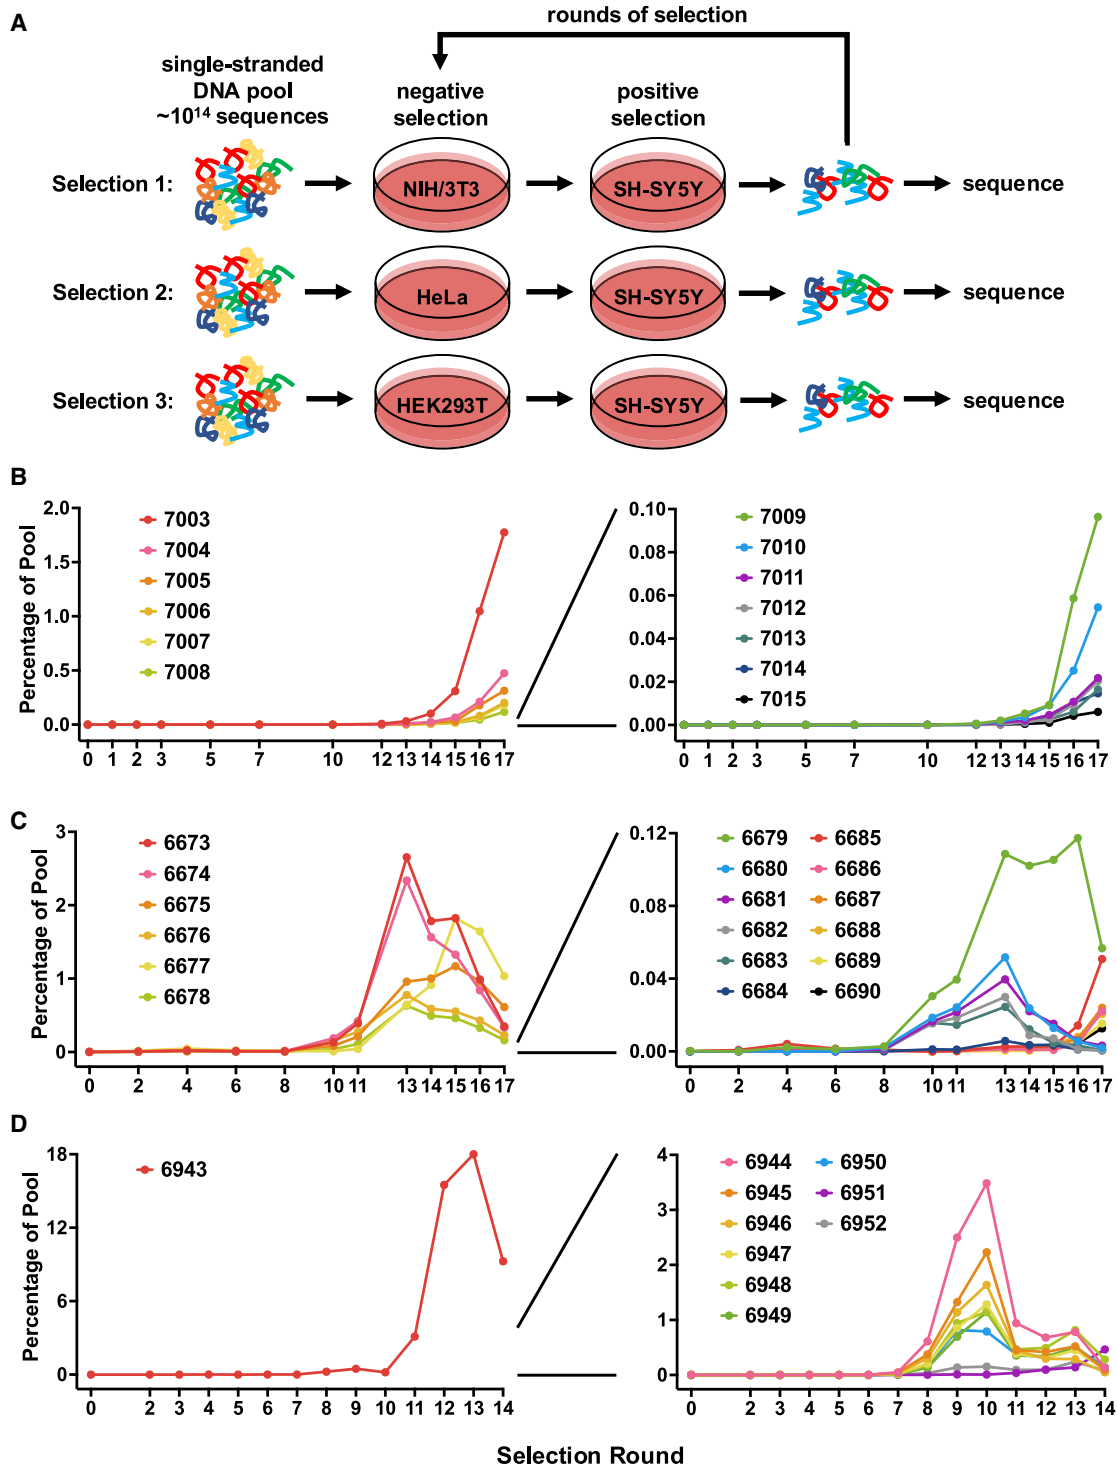 A
rounds of selection
single-stranded
DNA pool
~10¹⁴ sequences
negative
selection
positive
selection
Selection 1:
NIH/3T3
SH-SY5Y
sequence
Selection 2:
HeLa
SH-SY5Y
sequence
Selection 3:
HEK293T
SH-SY5Y
sequence
B
Percentage of Pool
2.0
1.5
1.0
0.5
0.0
7003
7004
7005
7006
7007
7008
0 1 2 3 5 7 10 12 13 14 15 16 17
0.10
0.08
0.06
0.04
0.02
0.00
7009
7010
7011
7012
7013
7014
7015
0 1 2 3 5 7 10 12 13 14 15 16 17
C
Percentage of Pool
3
2
1
0
6673
6674
6675
6676
6677
6678
0 2 4 6 8 10 11 13 14 15 16 17
0.12
0.08
0.04
0.00
6679 6685
6680 6686
6681 6687
6682 6688
6683 6689
6684 6690
0 2 4 6 8 10 11 13 14 15 16 17
D
Percentage of Pool
18
12
6
0
6943
0 2 3 4 5 6 7 8 9 10 11 12 13 14
4
3
2
1
0
6944 6950
6945 6951
6946 6952
6947
6948
6949
0 2 3 4 5 6 7 8 9 10 11 12 13 14
Selection Round